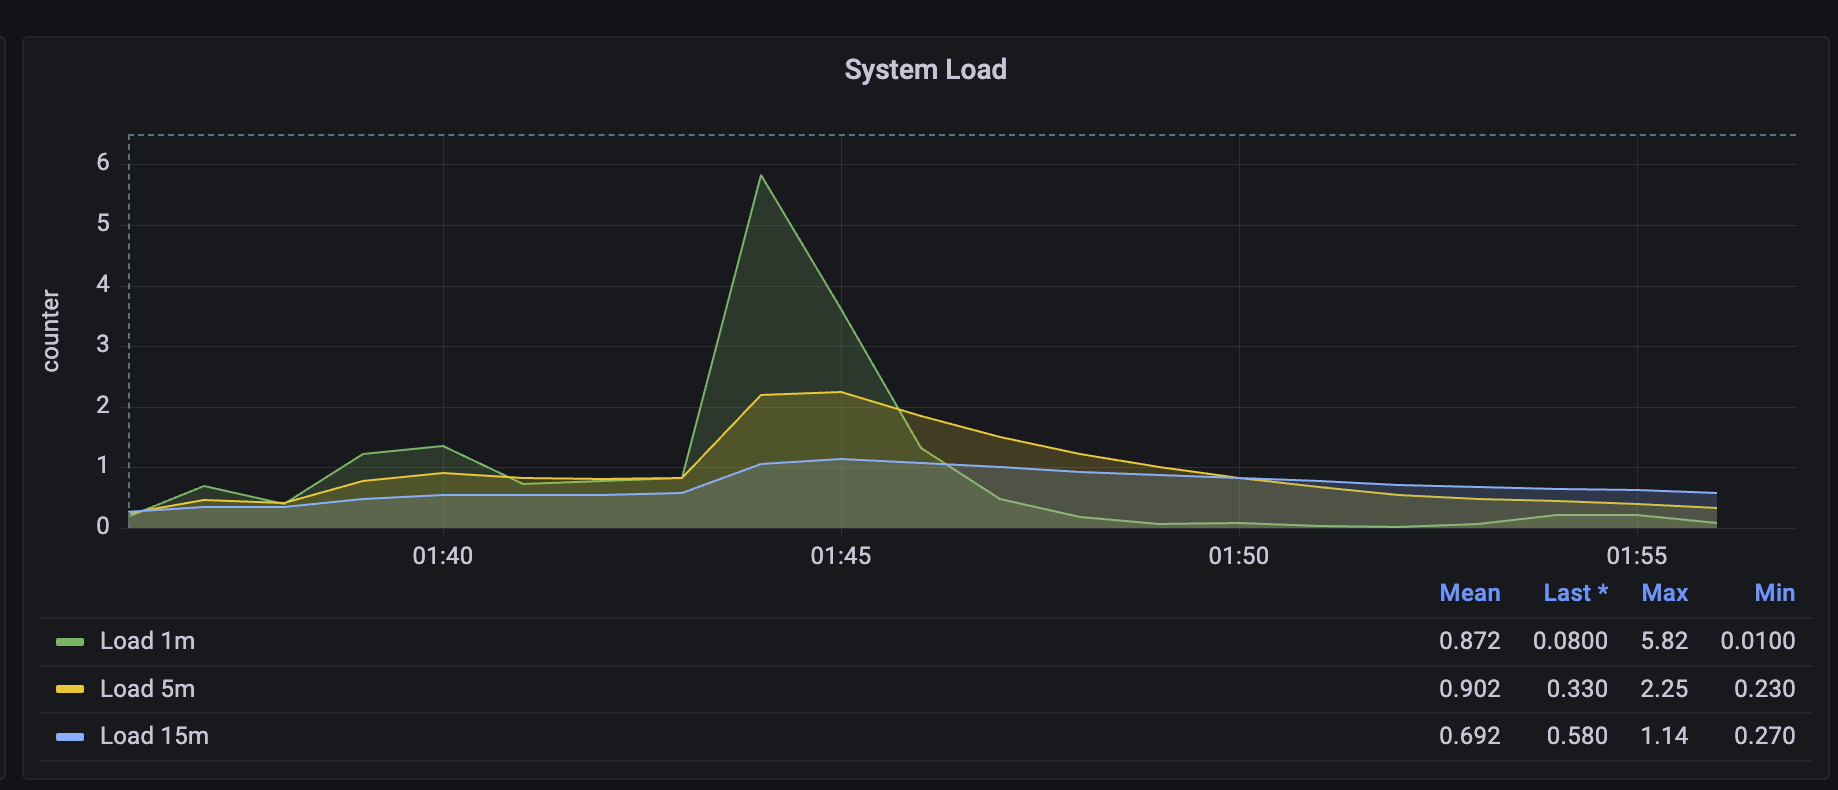 System Load
6
5
4
3
2
1
0
counter
01:40 01:45 01:50 01:55
Mean Last * Max Min
Load 1m 0.872 0.0800 5.82 0.0100
Load 5m 0.902 0.330 2.25 0.230
Load 15m 0.692 0.580 1.14 0.270